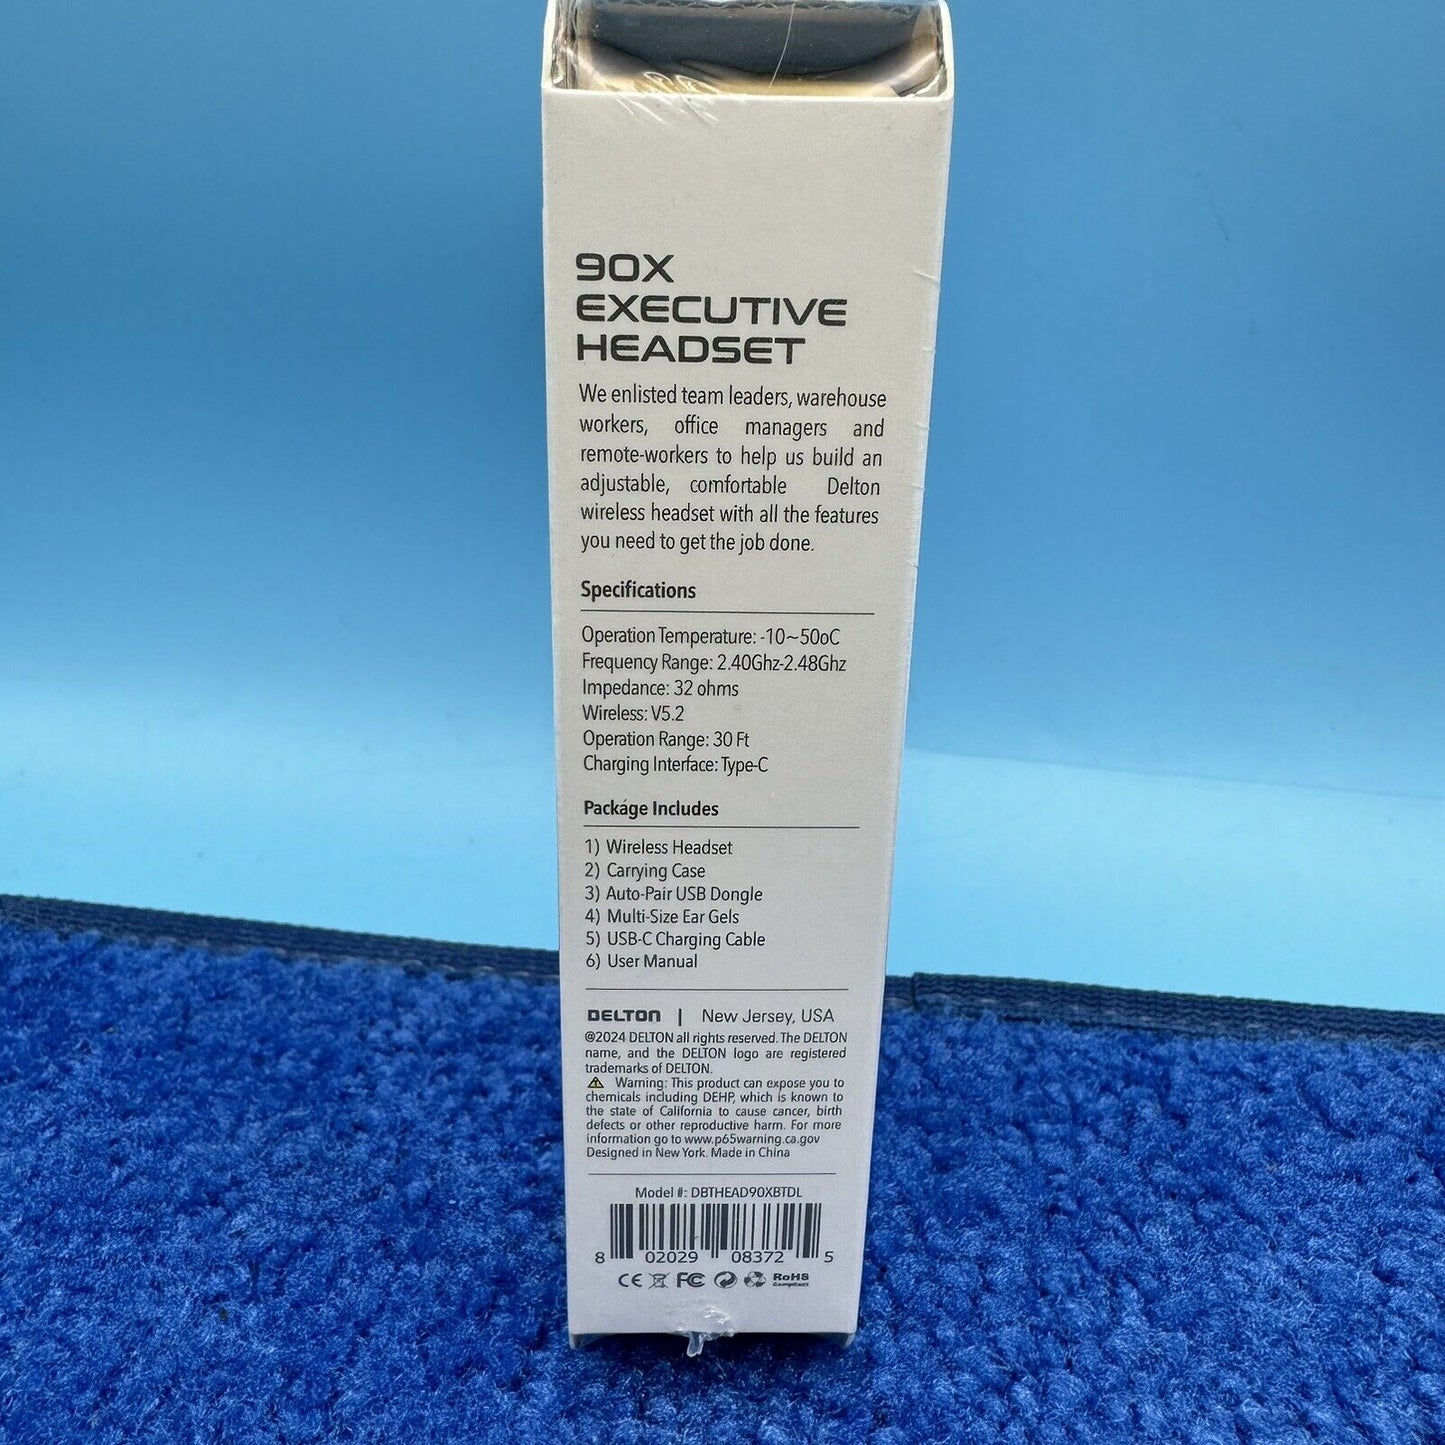 90X
EXECUTIVE
HEADSET
We enlisted team leaders, warehouse
workers, office managers and
remote-workers to help us build an
adjustable, comfortable Delton
wireless headset with all the features
you need to get the job done.
Specifications
Operation Temperature: -10~50oC
Frequency Range: 2.40Ghz-2.48Ghz
Impedance: 32 ohms
Wireless: V5.2
Operation Range: 30 Ft
Charging Interface: Type-C
Package Includes
1) Wireless Headset
2) Carrying Case
3) Auto-Pair USB Dongle
4) Multi-Size Ear Gels
5) USB-C Charging Cable
6) User Manual
DELTON | New Jersey, USA
@2024 DELTON all rights reserved. The DELTON
name, and the DELTON logo are registered
trademarks of DELTON.
Warning: This product can expose you to
chemicals including DEHP, which is known to
the state of California to cause cancer, birth
defects or other reproductive harm. For more
information go to www.p65warning.ca.gov
Designed in New York. Made in China
Model #: DBTHEAD90XBTDL
8 02029 08372 5
CE FC RoHS
Compliant